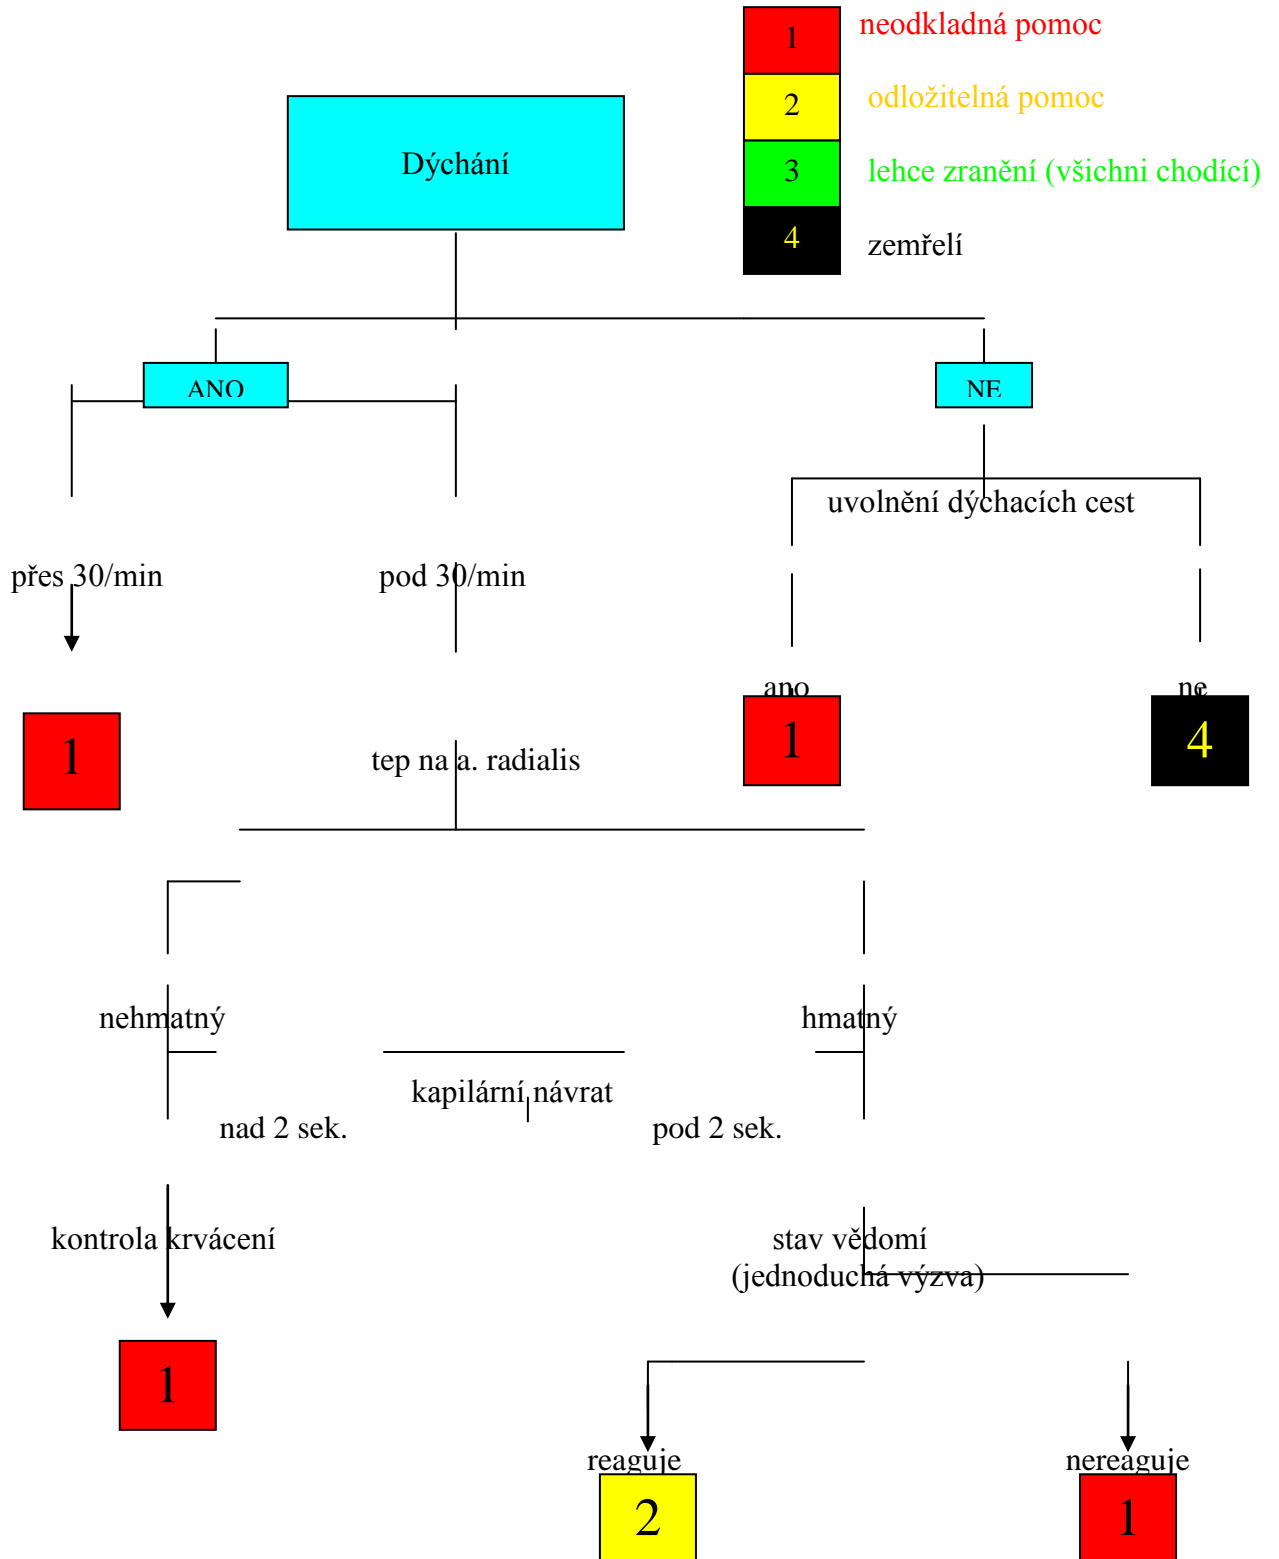 1
neodkladná pomoc
2
odložitelná pomoc
Dýchání
3
lehce zranění (všichni chodící)
4
zemřelí
ANO
NE
uvolnění dýchacích cest
přes 30/min
pod 30/min
ano
ne
1
tep na a. radialis
1
4
nehmatný
hmatný
kapilární návrat
nad 2 sek.
pod 2 sek.
kontrola krvácení
stav vědomí
(jednoduchá výzva)
1
reaguje
nereaguje
2
1